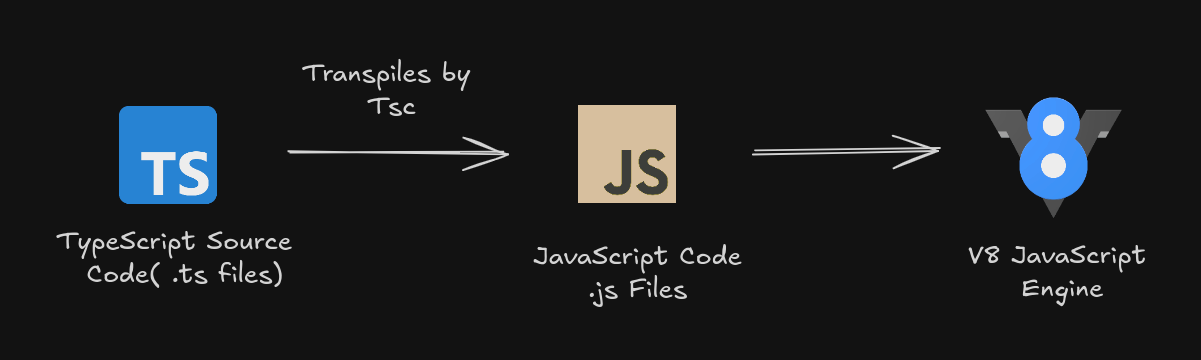 Transpiles by
Tsc
TS
JS
8
TypeScript Source
Code( .ts files)
JavaScript Code
.js Files
V8 JavaScript
Engine